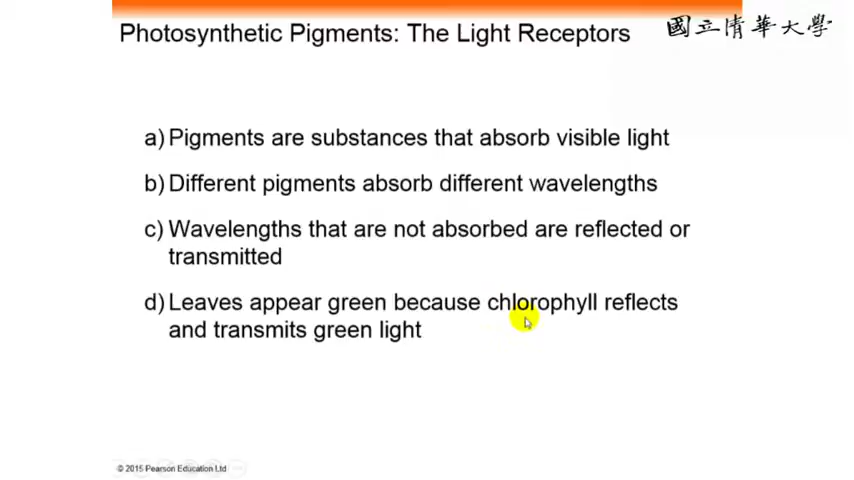 Photosynthetic Pigments: The Light Receptors
國立清華大學
a) Pigments are substances that absorb visible light
b) Different pigments absorb different wavelengths
c) Wavelengths that are not absorbed are reflected or
transmitted
d) Leaves appear green because chlorophyll reflects
and transmits green light
© 2015 Pearson Education Ltd